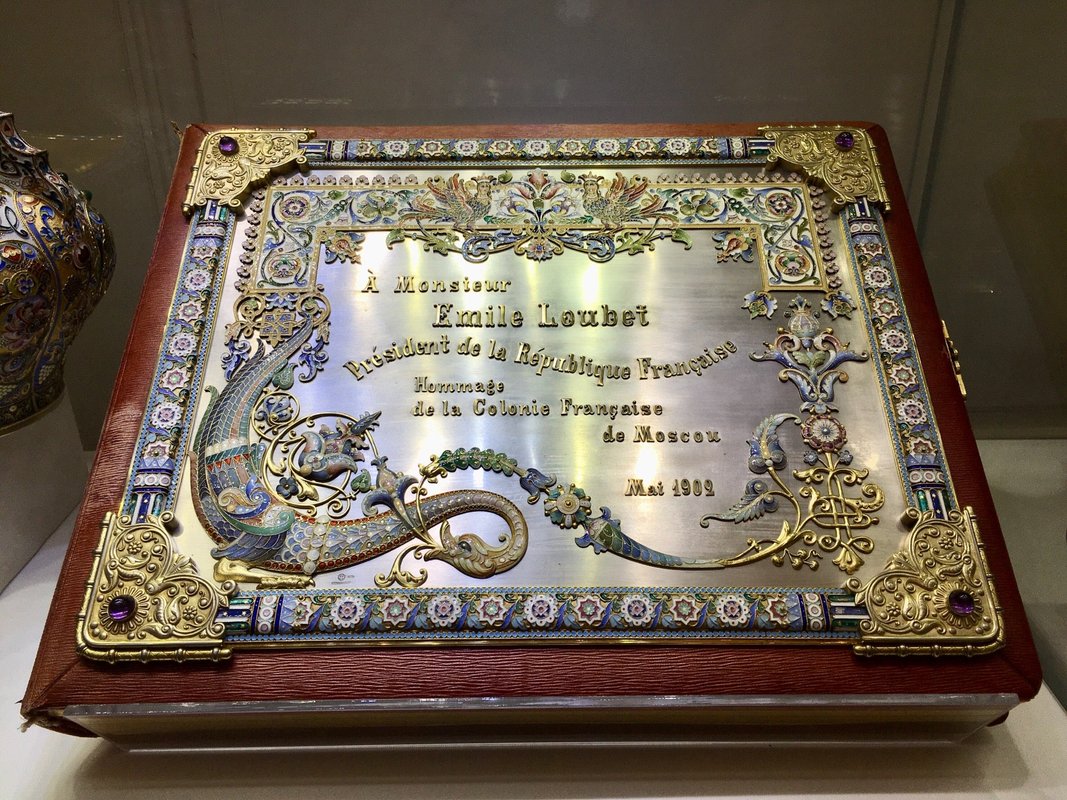 À Monsieur
Emile Loubet
Président de la République Française
Hommage
de la Colonie Française
de Moscou
Mai 1902